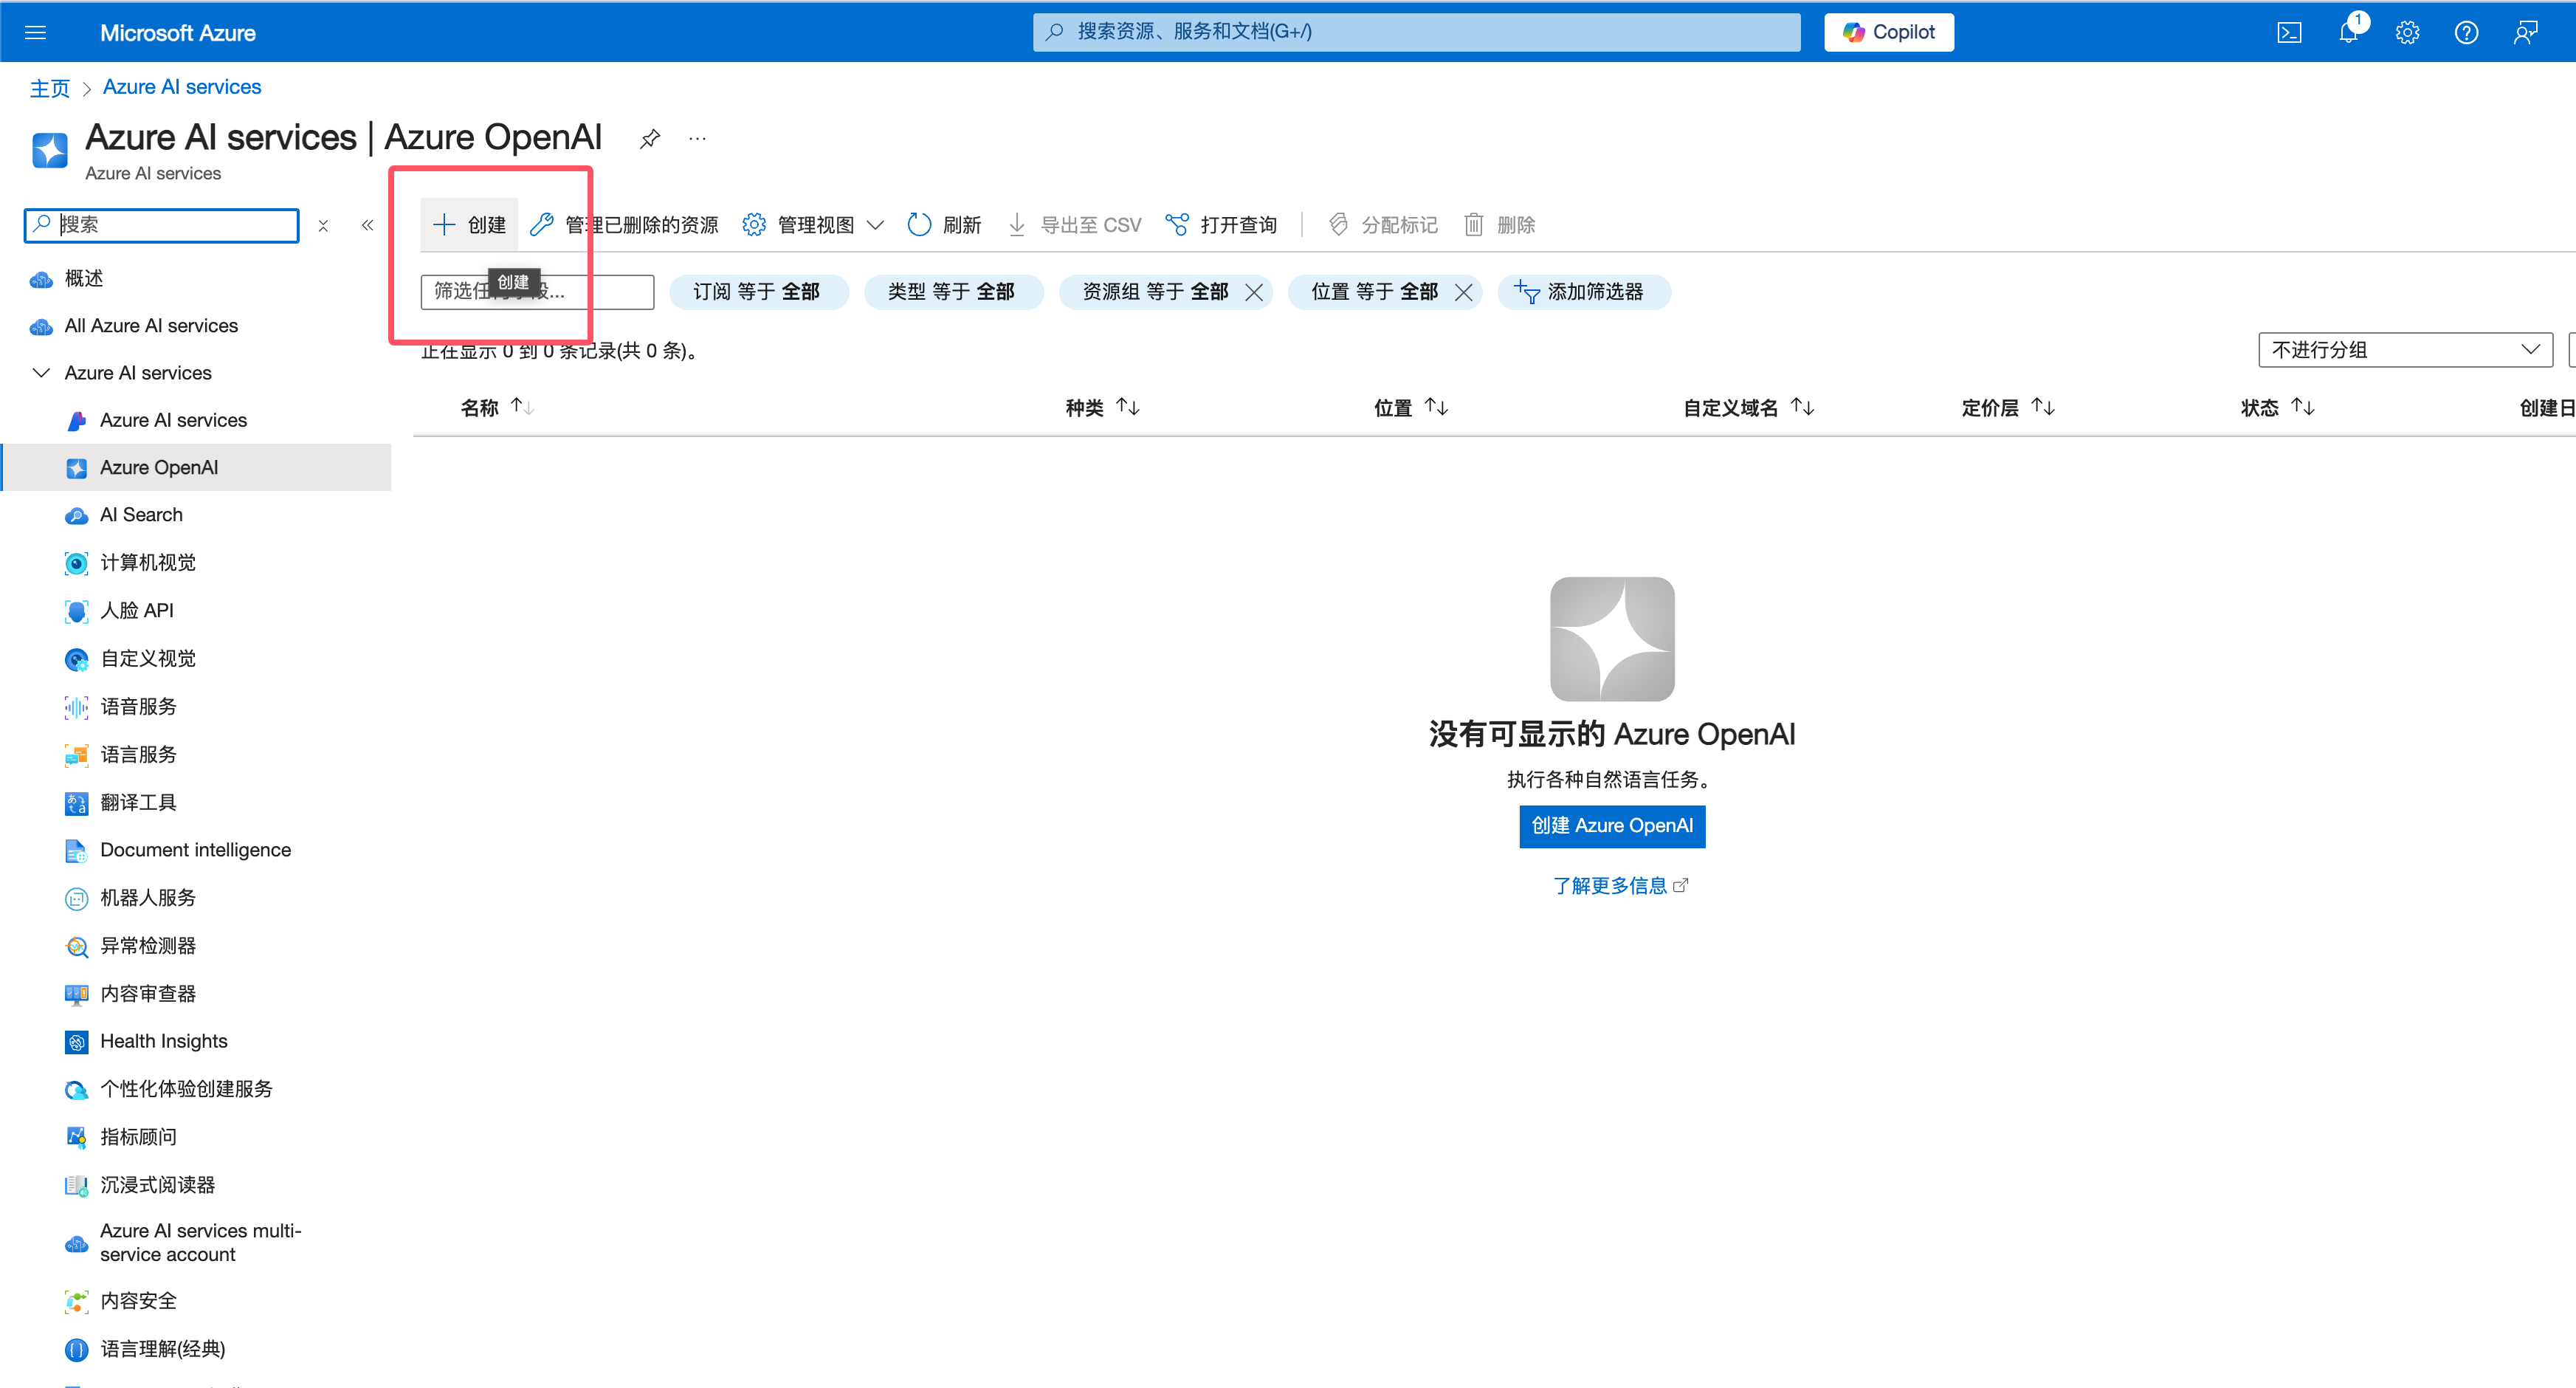 Microsoft Azure
搜索资源、服务和文档(G+/)
Copilot
1
主页 > Azure AI services
Azure AI services | Azure OpenAI
...
Azure AI services
搜索
创建
管理已删除的资源
管理视图
刷新
导出至 CSV
打开查询
分配标记
删除
概述
All Azure AI services
Azure AI services
Azure AI services
Azure OpenAI
AI Search
计算机视觉
人脸 API
自定义视觉
语音服务
语言服务
翻译工具
Document intelligence
机器人服务
异常检测器
内容审查器
Health Insights
个性化体验创建服务
指标顾问
沉浸式阅读器
Azure AI services multi-
service account
内容安全
语言理解(经典)
创建
筛选任
段...
订阅 等于 全部
类型 等于 全部
资源组 等于 全部
位置 等于 全部
添加筛选器
正在显示 0 到 0 条记录(共 0 条)。
不进行分组
名称
种类
位置
自定义域名
定价层
状态
创建日
没有可显示的 Azure OpenAI
执行各种自然语言任务。
创建 Azure OpenAI
了解更多信息